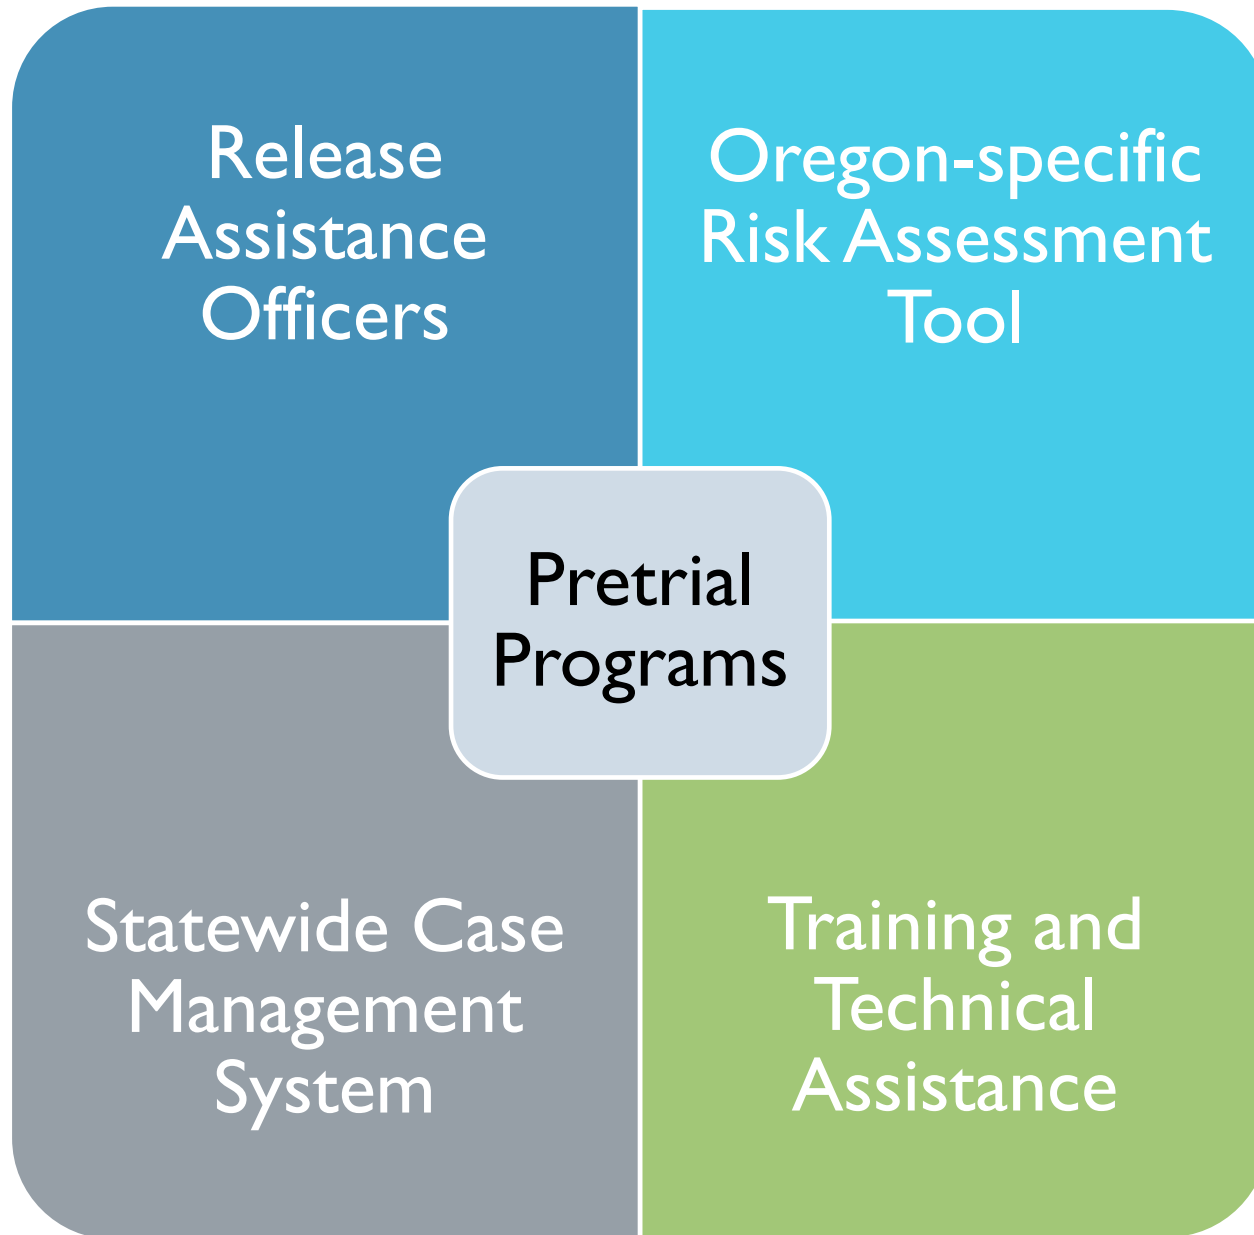 Release
Assistance
Officers
Oregon-specific
Risk Assessment
Tool
Pretrial
Programs
Statewide Case
Management
System
Training and
Technical
Assistance